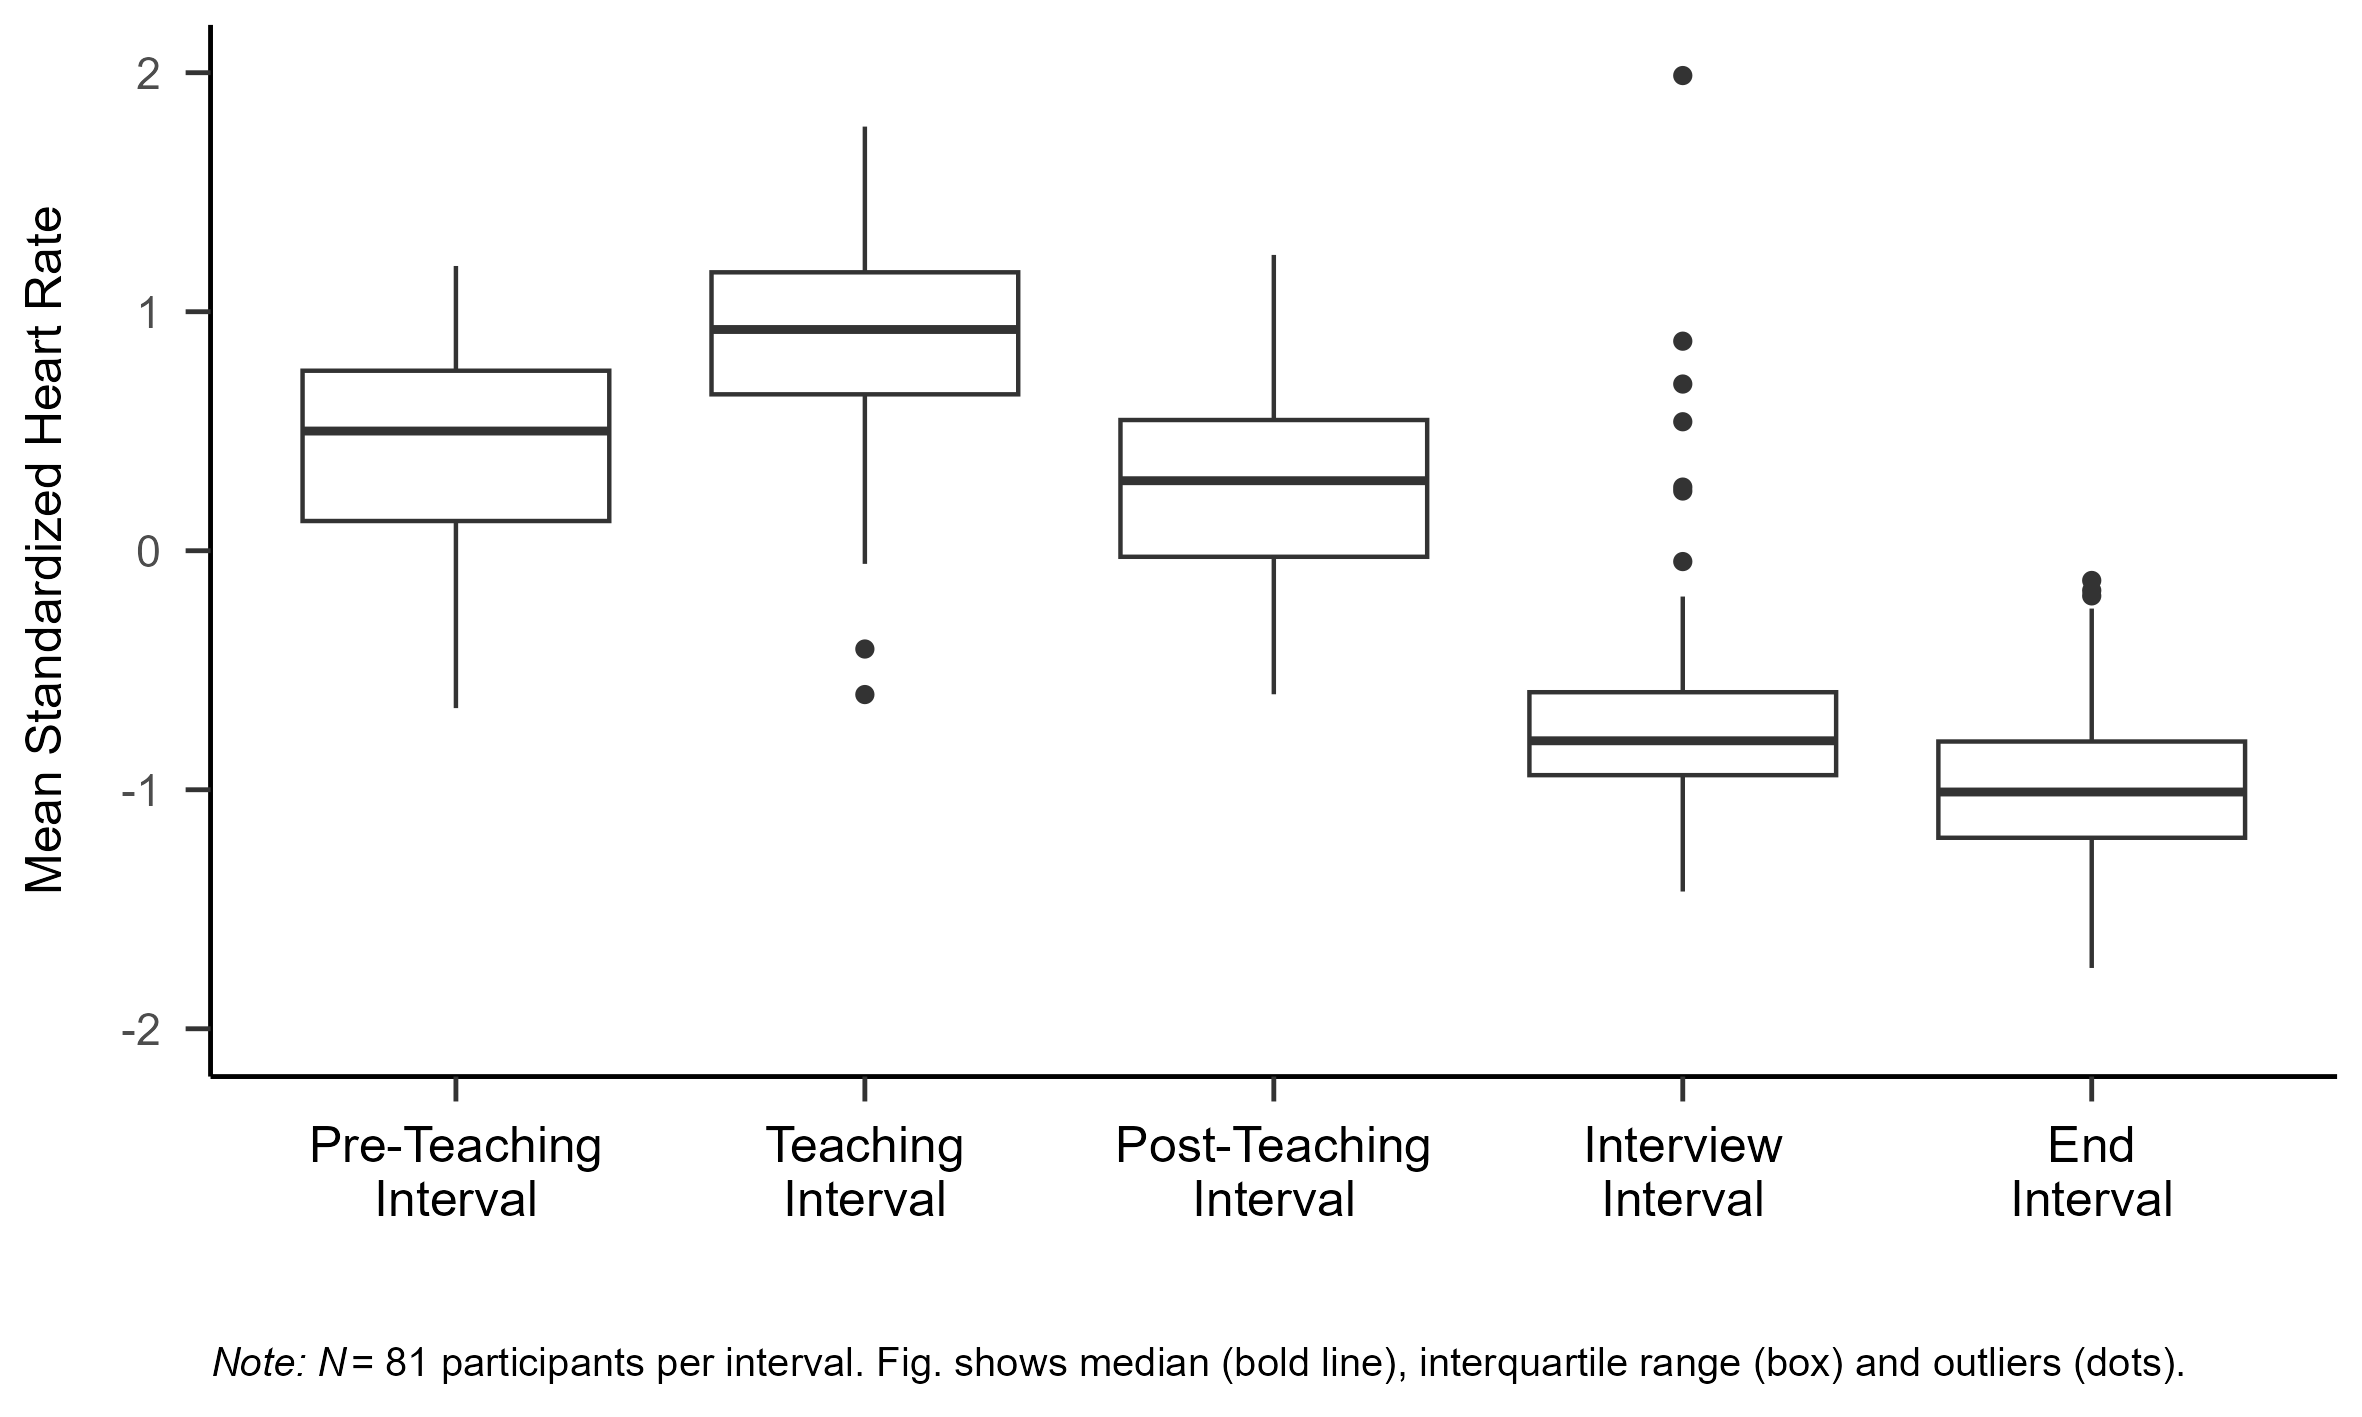 Mean Standardized Heart Rate
2
1
0
-1
-2
Pre-Teaching
Interval
Teaching
Interval
Post-Teaching
Interval
Interview
Interval
End
Interval
Note: N = 81 participants per interval. Fig. shows median (bold line), interquartile range (box) and outliers (dots).